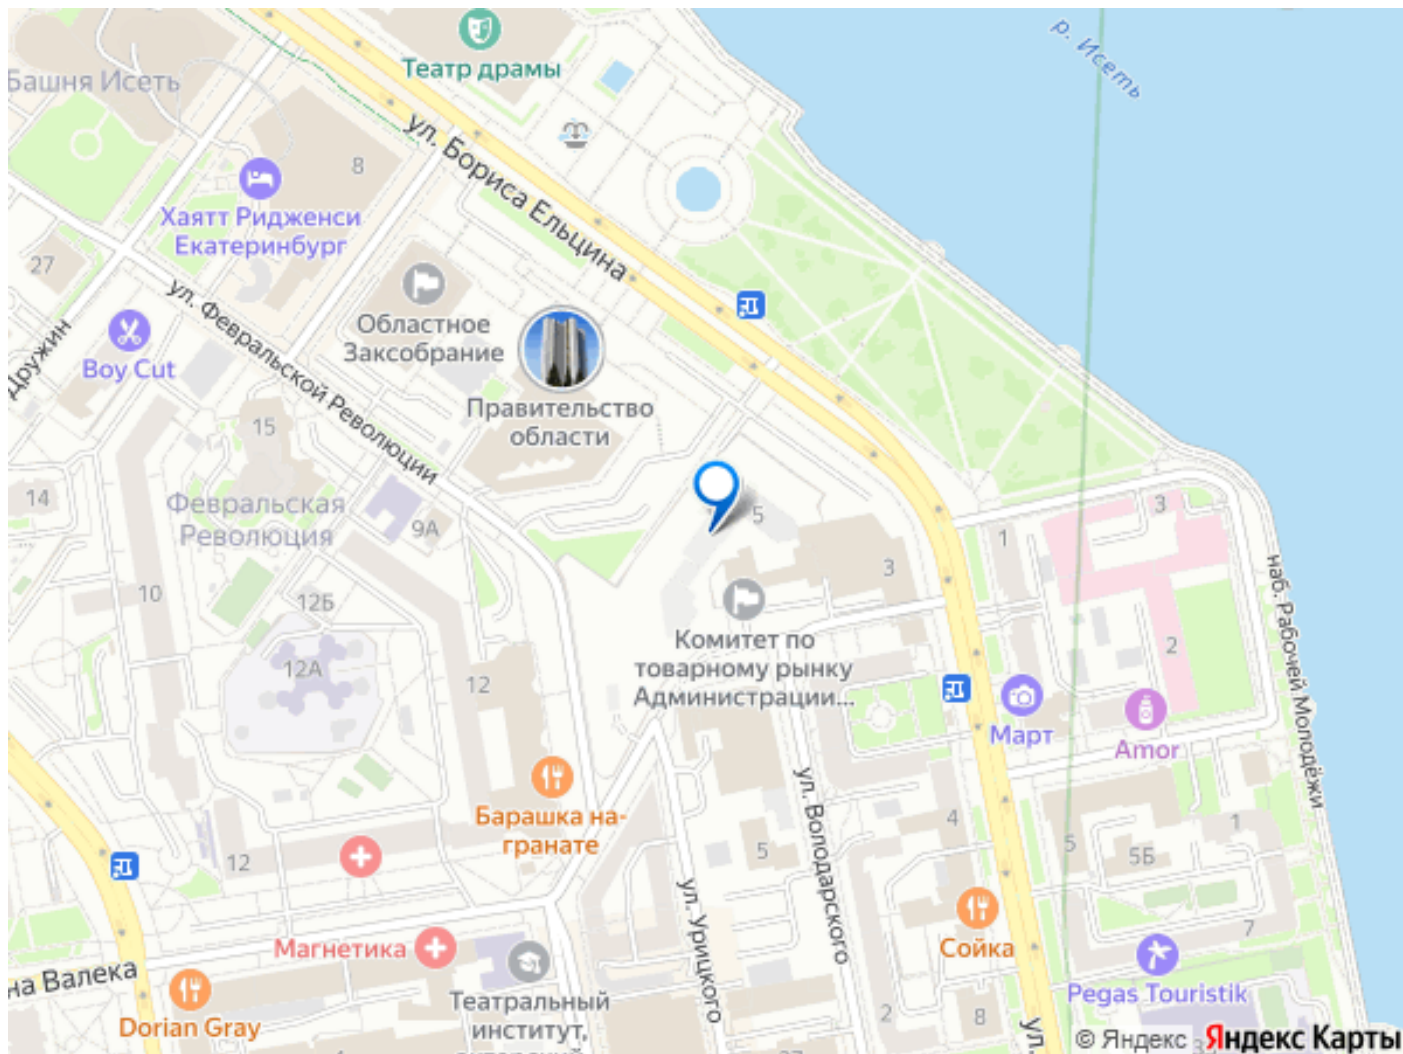 р. Исеть
Театр драмы
Башня Исеть
ул. Бориса Ельцина
8
Хаятт Ридженси
Екатеринбург
27
ул. Февральской Революции
Областное
Заксобрание
Дружин
Boy Cut
Правительство
области
15
14
Февральская
Революция
9А
5
3
1
3
наб. Рабочей Молодёжи
10
12Б
12А
12
Комитет по
товарному рынку
Администрации...
2
Март
Amor
Барашка на-
гранате
ул. Володарского
4
5
1
5Б
5
12
ул. Урицкого
Сойка
7
Магнетика
на Валека
Pegas Touristik
Театральный
институт,
Dorian Gray
2
8
ул.
3
27
© Яндекс Яндекс Карты